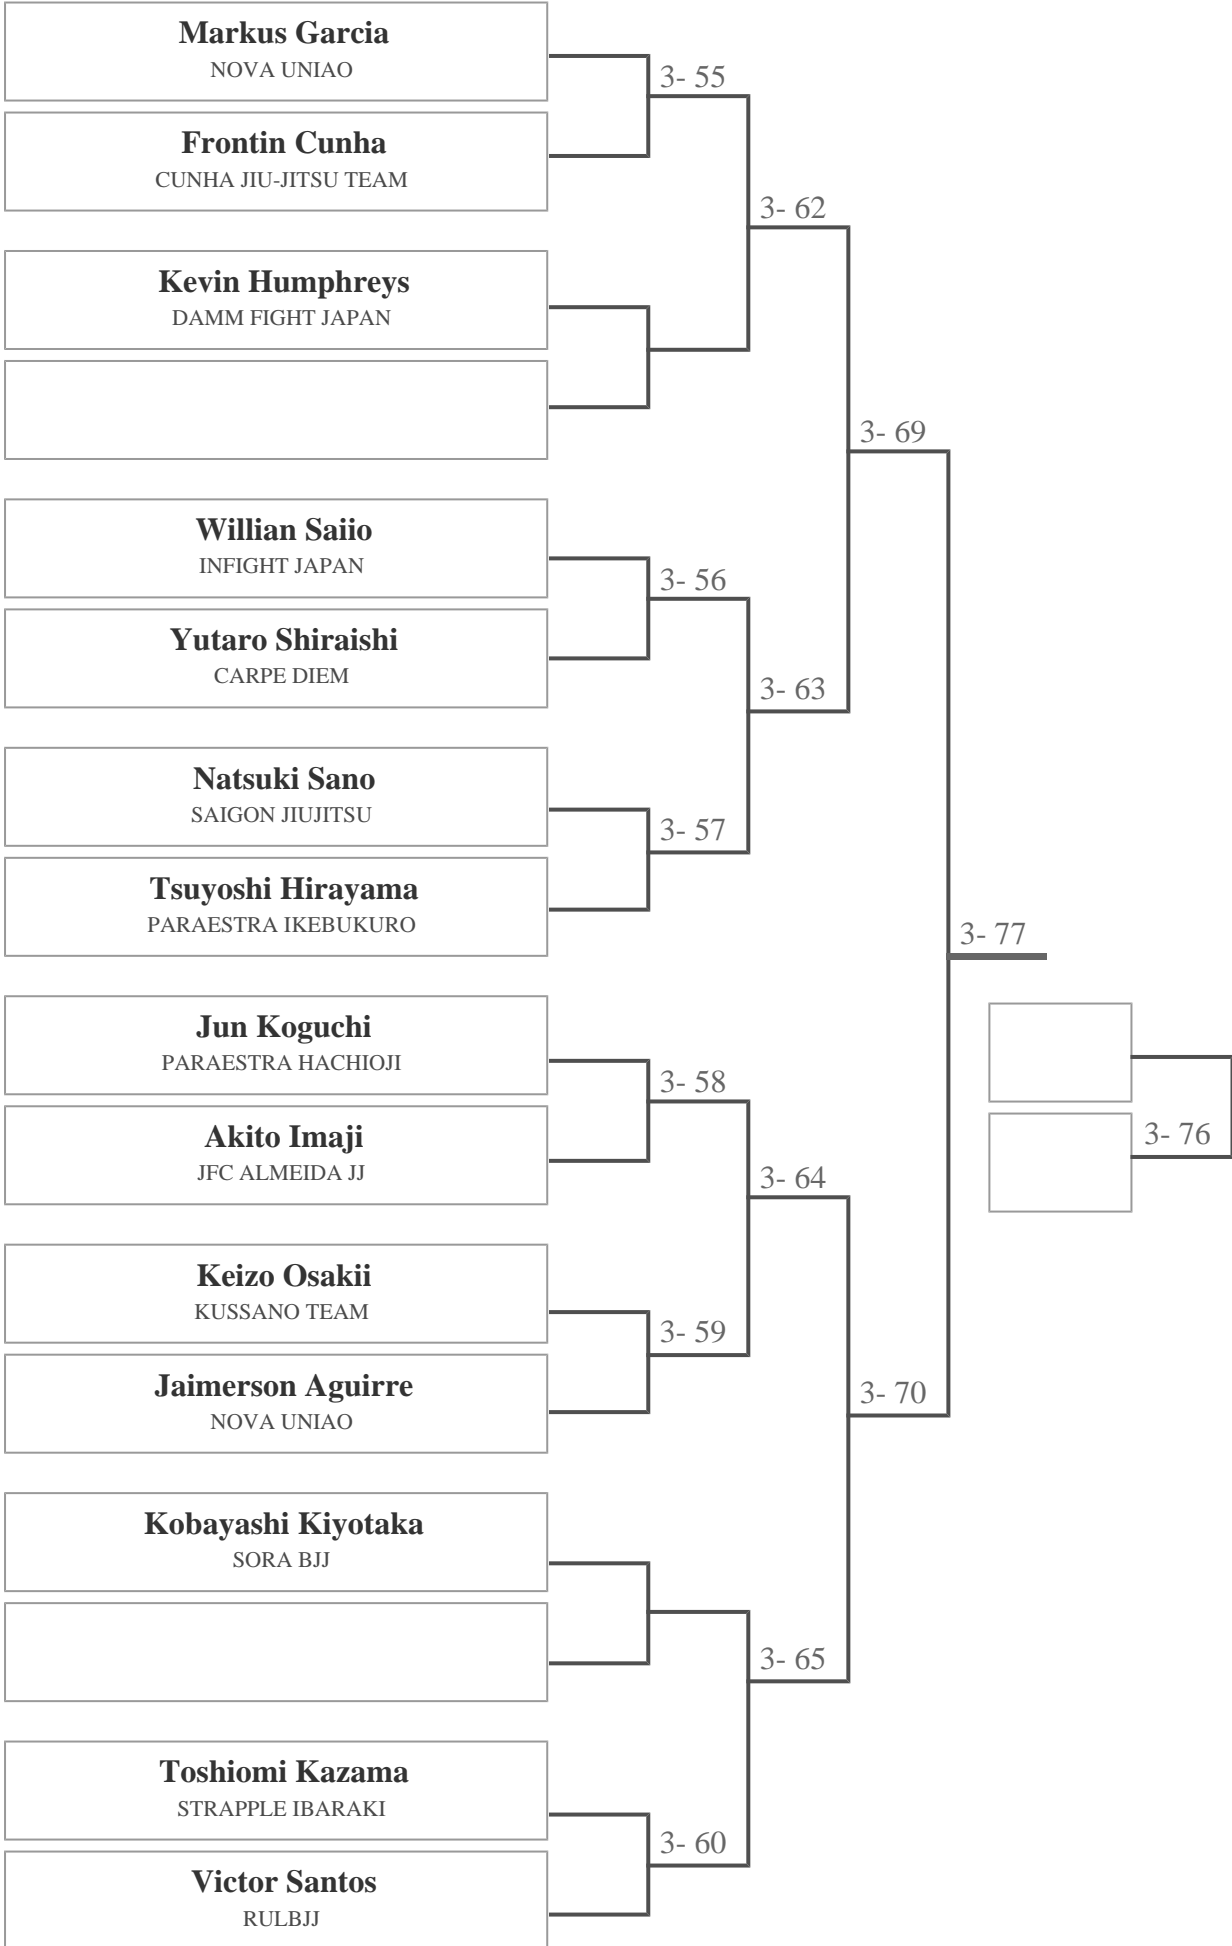 Markus Garcia
NOVA UNIAO
3- 55
Frontin Cunha
CUNHA JIU-JITSU TEAM
3- 62
Kevin Humphreys
DAMM FIGHT JAPAN
3- 69
Willian Saiio
INFIGHT JAPAN
3- 56
Yutaro Shiraishi
CARPE DIEM
3- 63
Natsuki Sano
SAIGON JIUJITSU
3- 57
Tsuyoshi Hirayama
PARAESTRA IKEBUKURO
3- 77
Jun Koguchi
PARAESTRA HACHIOJI
3- 58
Akito Imaji
JFC ALMEIDA JJ
3- 76
3- 64
Keizo Osakii
KUSSANO TEAM
3- 59
Jaimerson Aguirre
NOVA UNIAO
3- 70
Kobayashi Kiyotaka
SORA BJJ
3- 65
Toshiomi Kazama
STRAPPLE IBARAKI
3- 60
Victor Santos
RULBJJ